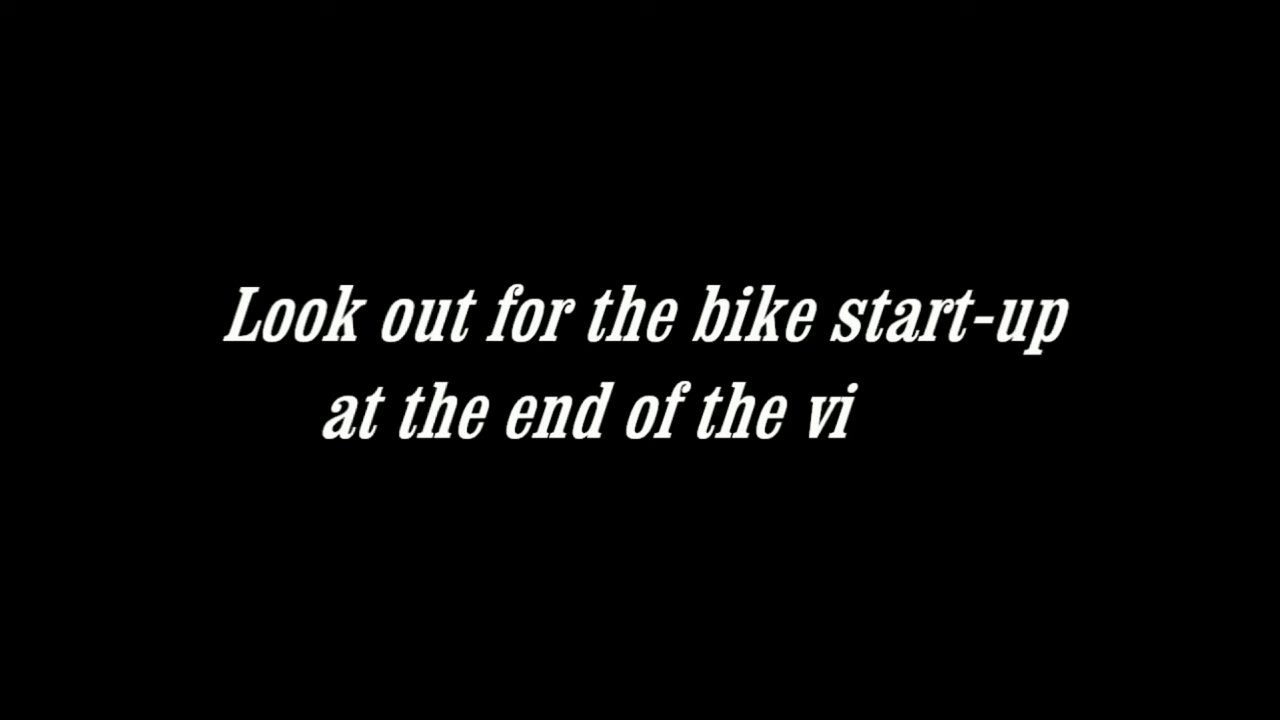 Look out for the bike start-up
at the end of the vi